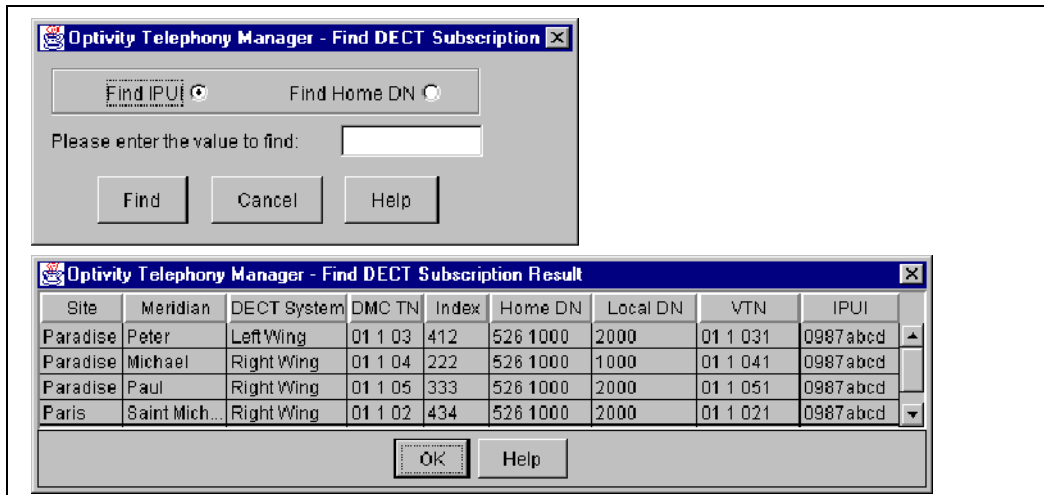 Optivity Telephony Manager - Find DECT Subscription
Find IPUI Find Home DN
Please enter the value to find:
Find Cancel Help
Optivity Telephony Manager - Find DECT Subscription Result
Site Meridian DECT System DMC TN Index Home DN Local DN VTN IPUI
Paradise Peter Left Wing 01 1 03 412 526 1000 2000 01 1 031 0987abcd
Paradise Michael Right Wing 01 1 04 222 526 1000 1000 01 1 041 0987abcd
Paradise Paul Right Wing 01 1 05 333 526 1000 2000 01 1 051 0987abcd
Paris Saint Mich... Right Wing 01 1 02 434 526 1000 2000 01 1 021 0987abcd
OK Help